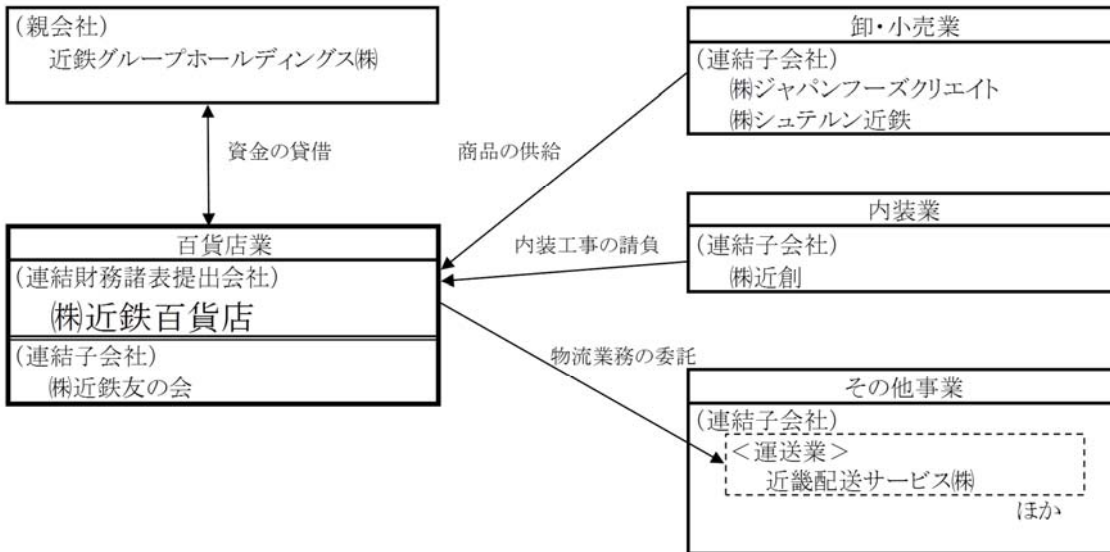 (親会社)
近鉄グループホールディングス㈱
資金の貸借
百貨店業
(連結財務諸表提出会社)
㈱近鉄百貨店
(連結子会社)
㈱近鉄友の会
商品の供給
内装工事の請負
物流業務の委託
卸・小売業
(連結子会社)
㈱ジャパンフーズクリエイト
㈱シュテルン近鉄
内装業
(連結子会社)
㈱近創
その他事業
(連結子会社)
<運送業>
近畿配送サービス㈱
ほか